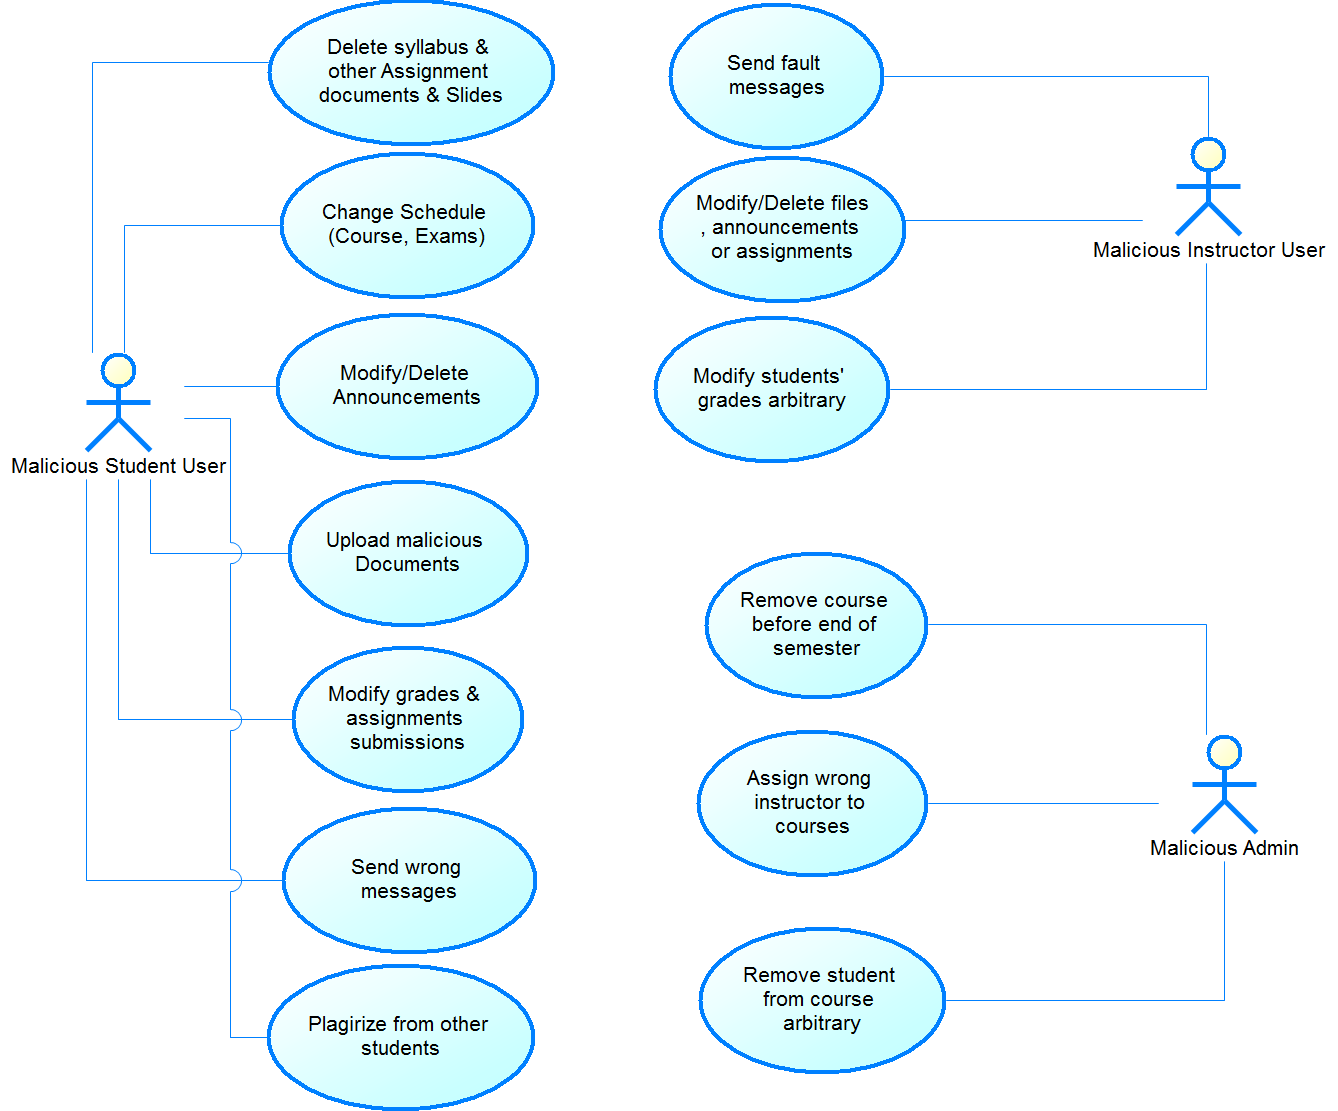 Delete syllabus &
other Assignment
documents & Slides
Change Schedule
(Course, Exams)
Modify/Delete
Announcements
Malicious Student User
Upload malicious
Documents
Modify grades &
assignments
submissions
Send wrong
messages
Plagirize from other
students
Send fault
messages
Modify/Delete files
, announcements
or assignments
Malicious Instructor User
Modify students'
grades arbitrary
Remove course
before end of
semester
Assign wrong
instructor to
courses
Malicious Admin
Remove student
from course
arbitrary